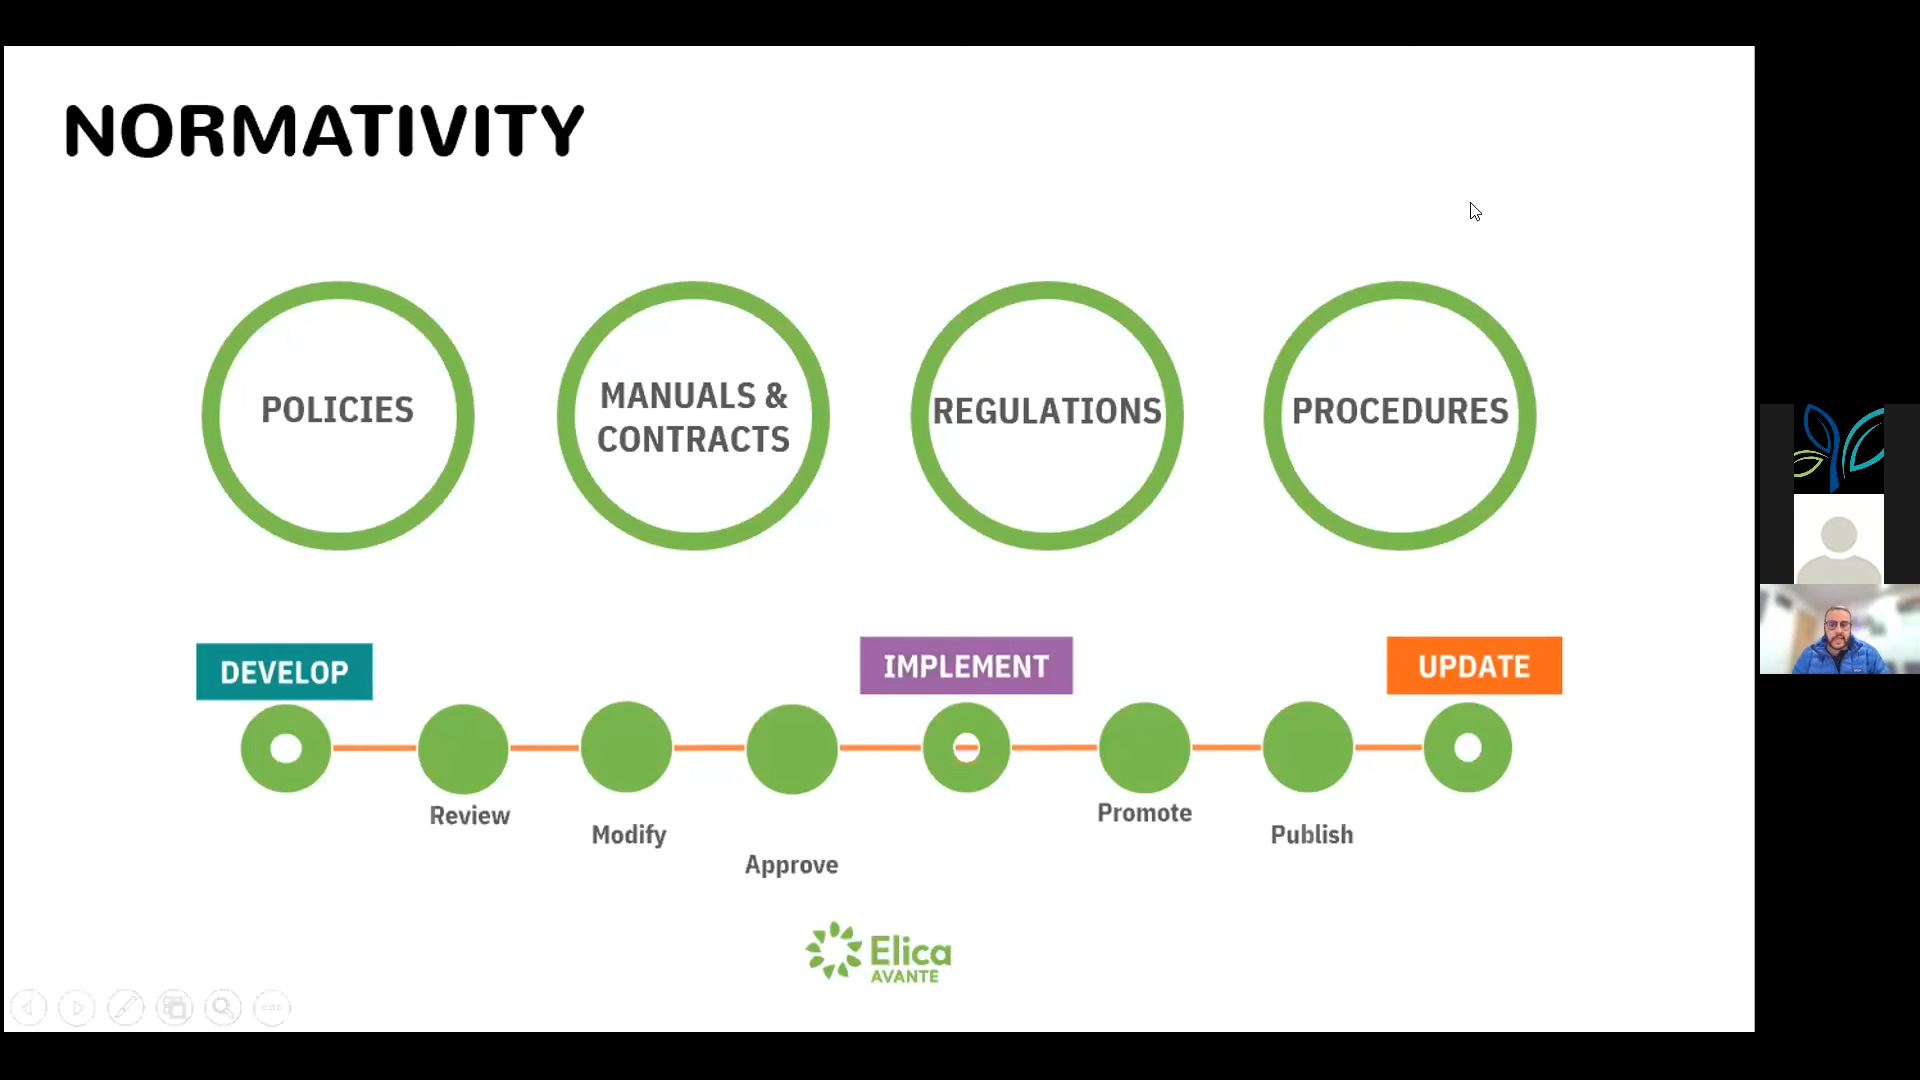 NORMATIVITY
POLICIES
MANUALS &
CONTRACTS
REGULATIONS
PROCEDURES
DEVELOP
IMPLEMENT
UPDATE
Review
Modify
Approve
Promote
Publish
Elica
AVANTE